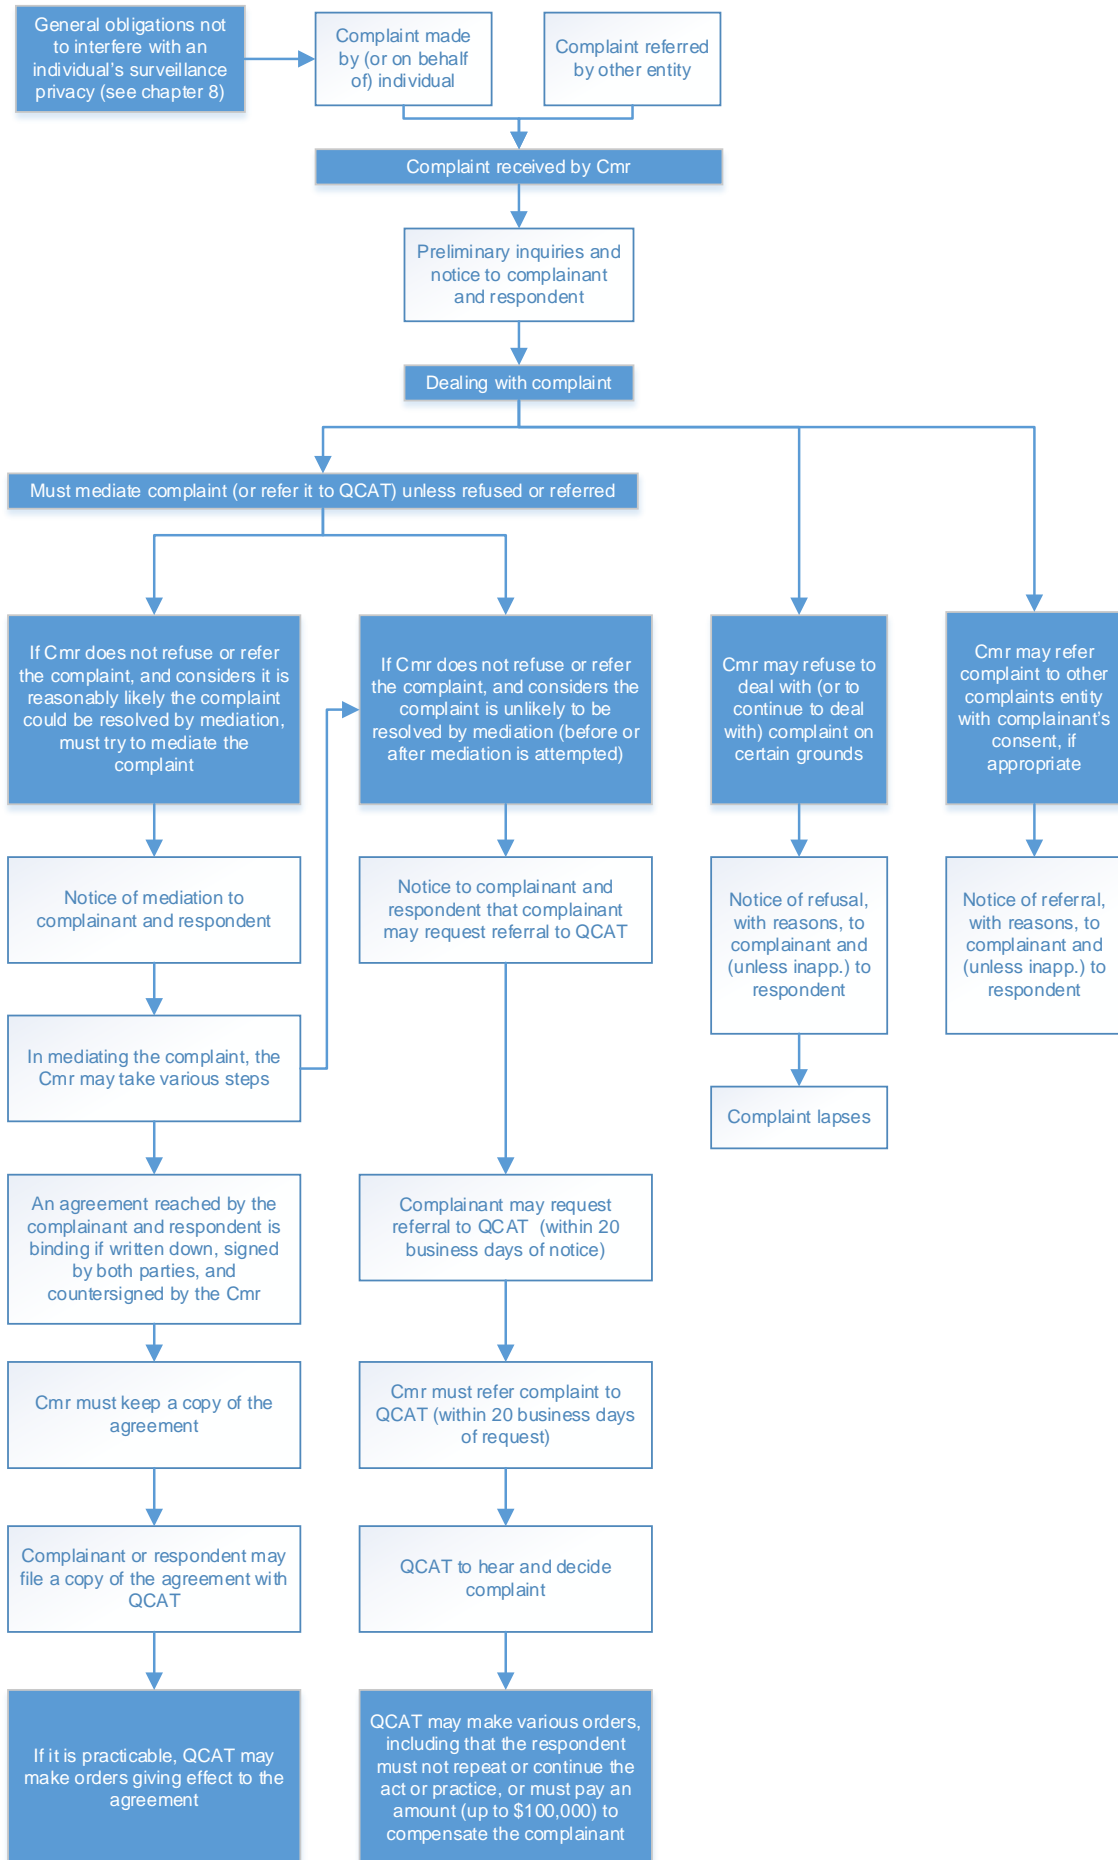 General obligations not
to interfere with an
individual's surveillance
privacy (see chapter 8)
Complaint made
by (or on behalf
of) individual
Complaint referred
by other entity
Complaint received by Cmr
Preliminary inquiries and
notice to complainant
and respondent
Dealing with complaint
Must mediate complaint (or refer it to QCAT) unless refused or referred
If Cmr does not refuse or refer
the complaint, and considers it is
reasonably likely the complaint
could be resolved by mediation,
must try to mediate the
complaint
If Cmr does not refuse or refer
the complaint, and considers the
complaint is unlikely to be
resolved by mediation (before or
after mediation is attempted)
Cmr may refuse to
deal with (or to
continue to deal
with) complaint on
certain grounds
Cmr may refer
complaint to other
complaints entity
with complainant's
consent, if
appropriate
Notice of mediation to
complainant and respondent
Notice to complainant and
respondent that complainant
may request referral to QCAT
Notice of refusal,
with reasons, to
complainant and
(unless inapp.) to
respondent
Notice of referral,
with reasons, to
complainant and
(unless inapp.) to
respondent
In mediating the complaint, the
Cmr may take various steps
Complaint lapses
An agreement reached by the
complainant and respondent is
binding if written down, signed
by both parties, and
countersigned by the Cmr
Complainant may request
referral to QCAT (within 20
business days of notice)
Cmr must keep a copy of the
agreement
Cmr must refer complaint to
QCAT (within 20 business days
of request)
Complainant or respondent may
file a copy of the agreement with
QCAT
QCAT to hear and decide
complaint
If it is practicable, QCAT may
make orders giving effect to the
agreement
QCAT may make various orders,
including that the respondent
must not repeat or continue the
act or practice, or must pay an
amount (up to $100,000) to
compensate the complainant